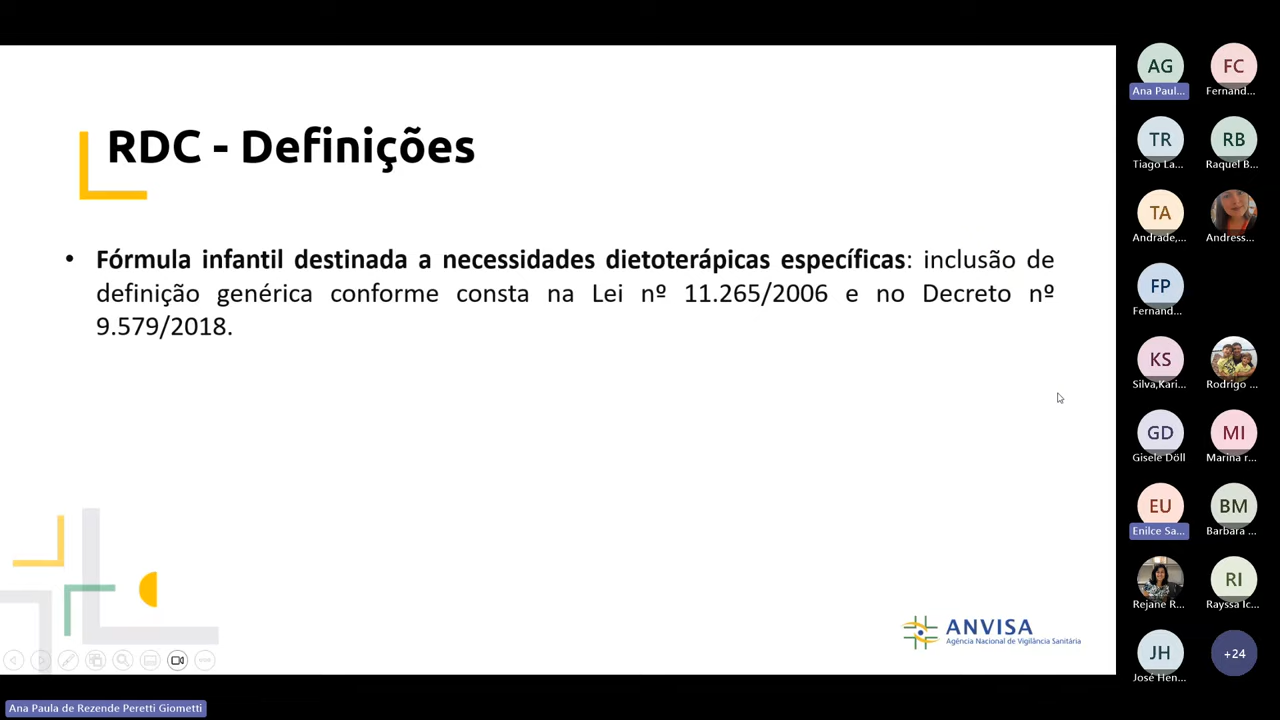 RDC - Definições
• Fórmula infantil destinada a necessidades dietoterápicas específicas: inclusão de
definição genérica conforme consta na Lei nº 11.265/2006 e no Decreto nº
9.579/2018.
ANVISA
Agência Nacional de Vigilância Sanitária
AG
Ana Paul...
FC
Fernand...
TR
Tiago La...
RB
Raquel B...
TA
Andrade,...
Andress...
FP
Fernand...
KS
Silva,Kari...
Rodrigo ...
GD
Gisele Döll
MI
Marina r...
EU
Enilce Sa...
BM
Barbara ...
Rejane R...
RI
Rayssa Ic...
JH
José Hen...
+24
Ana Paula de Rezende Peretti Giometti